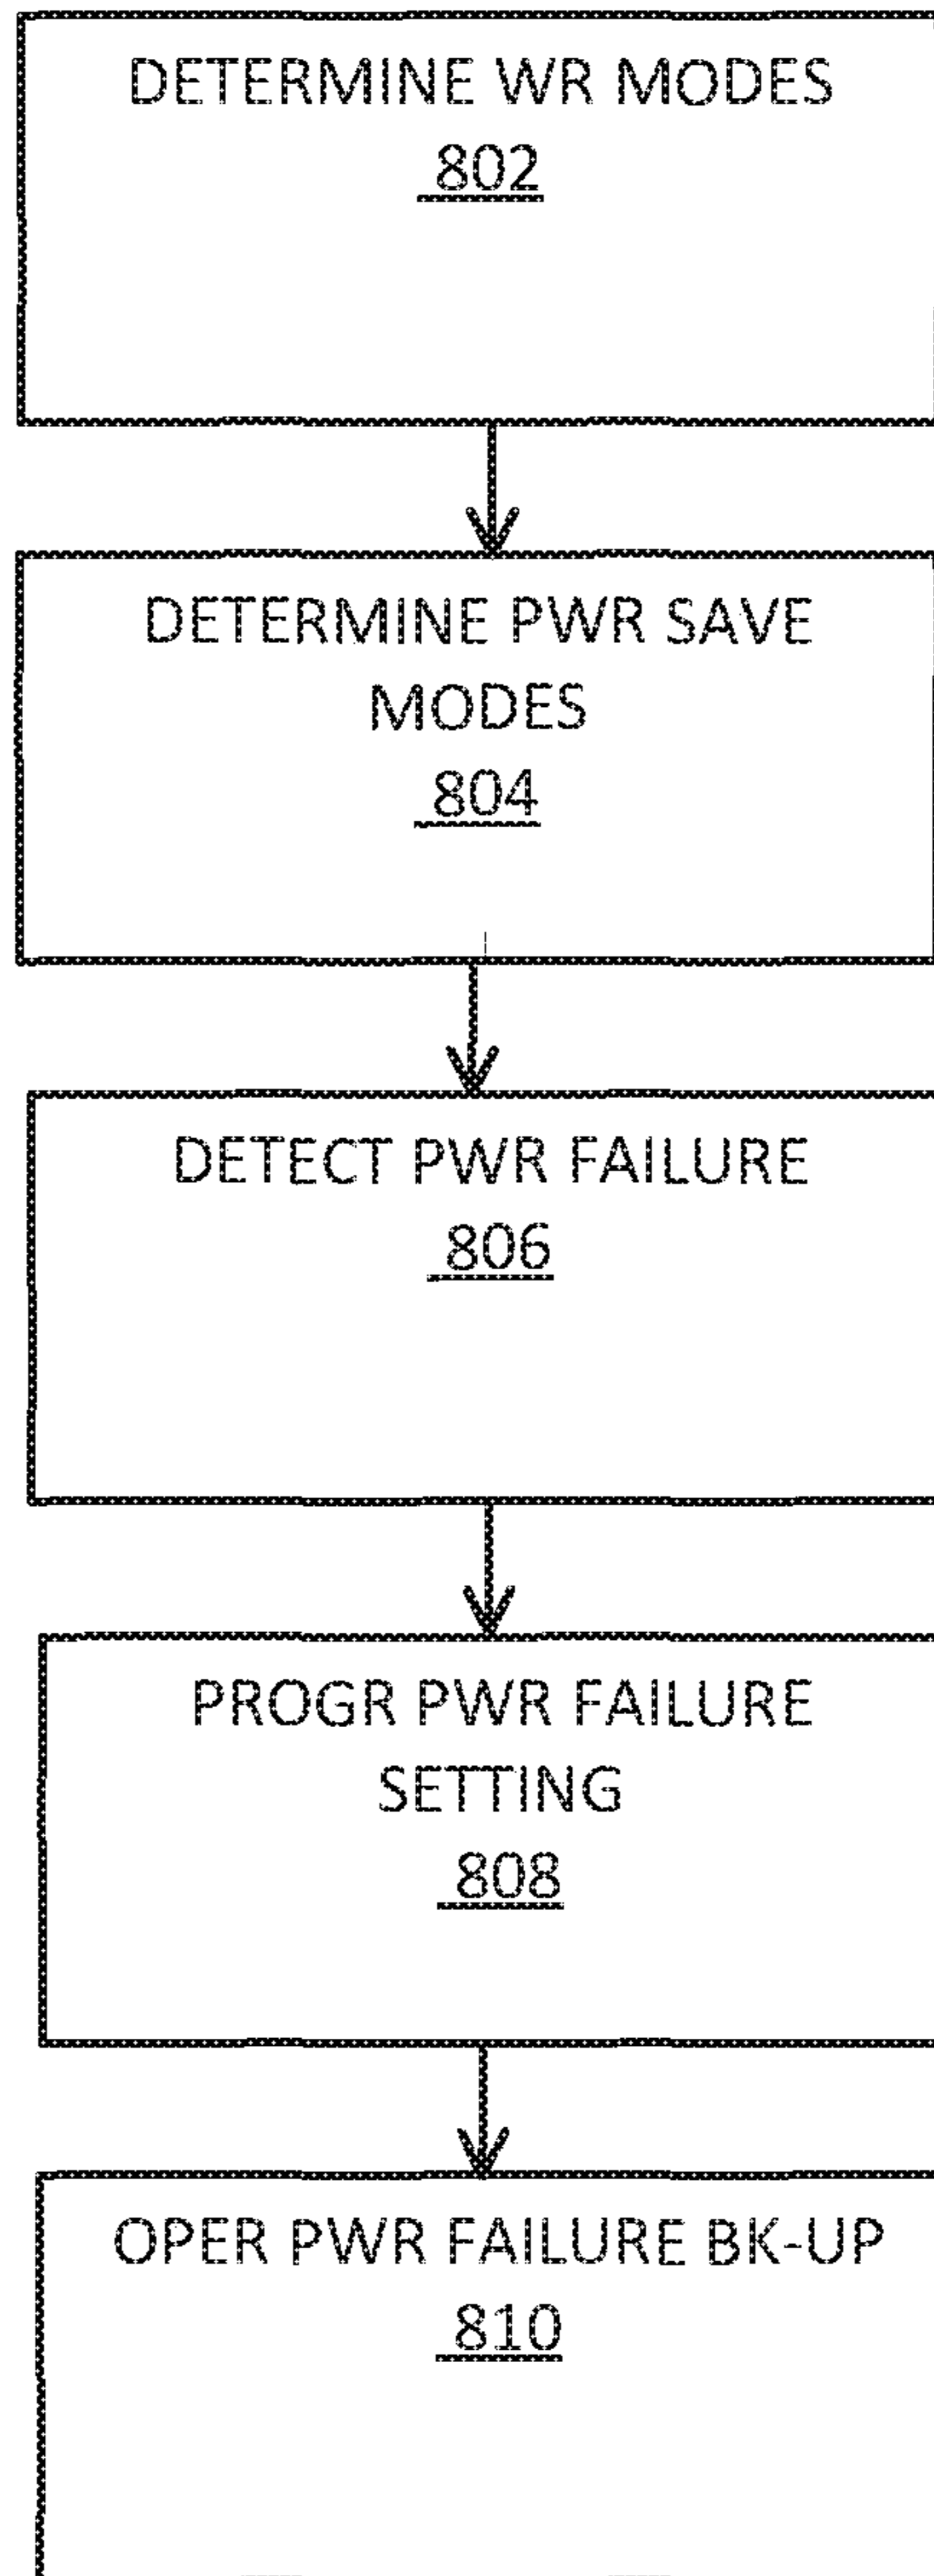 DETERMINE WR MODES
802
DETERMINE PWR SAVE
MODES
804
DETECT PWR FAILURE
806
PROGR PWR FAILURE
SETTING
808
OPER PWR FAILURE BK-UP
810